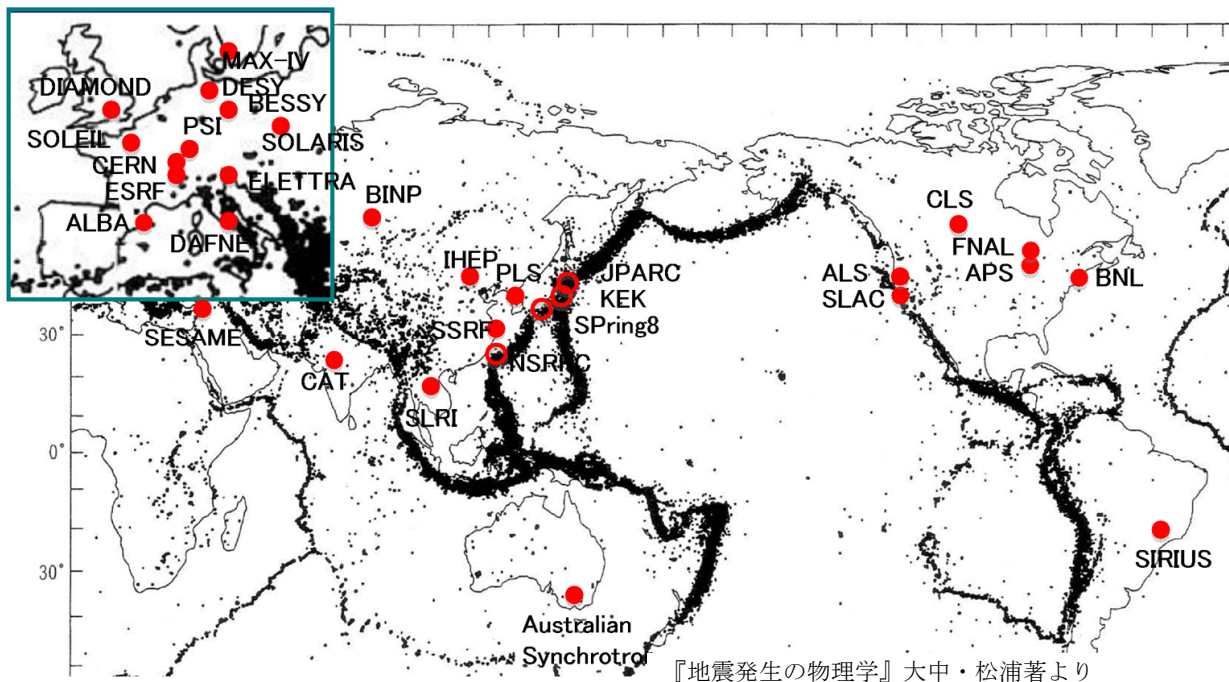 MAX-IV
DIAMOND
DESY
BESSY
SOLEIL
PSI
SOLARIS
CERN
ESRF
ELETTRA
ALBA
DAFNE
BINP
CLS
IHEP
PLS
JPARC
FNAL
ALS
APS
BNL
KEK
SLAC
SPring8
30°
SSRF
SESAME
NSRRC
CAT
SLRI
0°
SIRIUS
30°
Australian
Synchrotro
『地震発生の物理学』大中・松浦著より